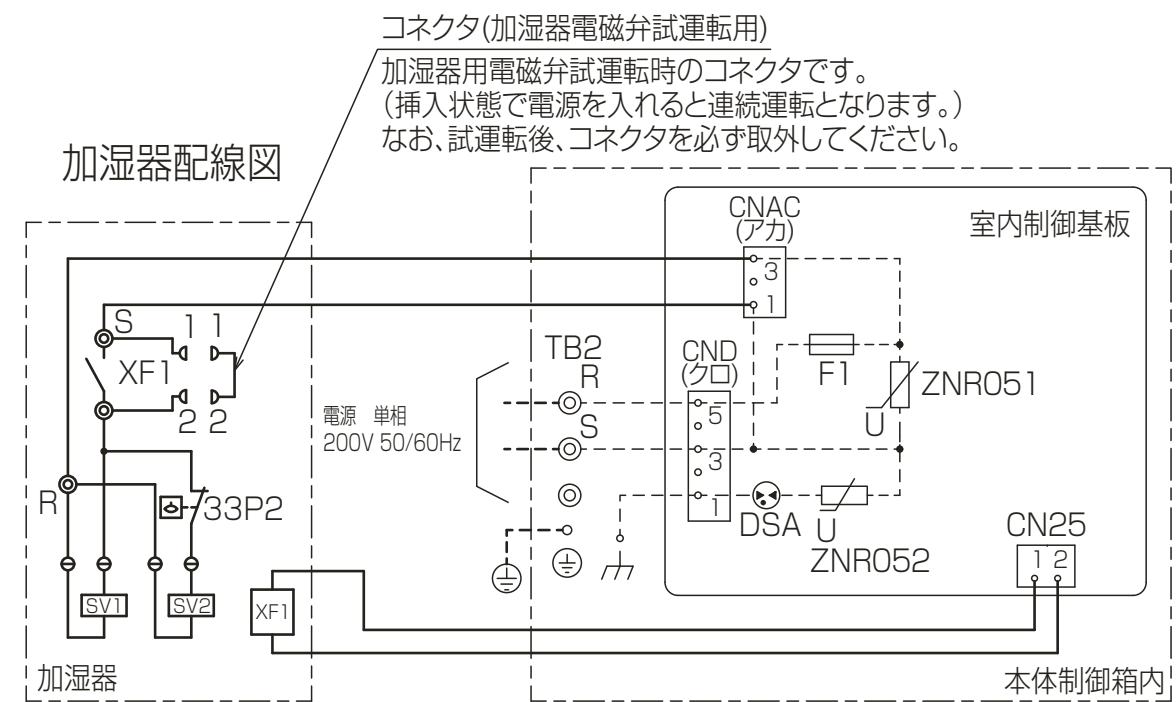 コネクタ(加湿器電磁弁試運転用)
加湿器用電磁弁試運転時のコネクタです。
(挿入状態で電源を入れると連続運転となります。)
なお、試運転後、コネクタを必ず取外してください。
加湿器配線図
CNAC
(アカ)
3
1
室内制御基板
S
1 1
XF1
2 2
R
33P2
SV1
SV2
XF1
加湿器
電源 単相
200V 50/60Hz
TB2
R
S
CND
(クロ)
5
3
1
F1
ZNR051
U
DSA
U
ZNR052
CN25
1 2
本体制御箱内